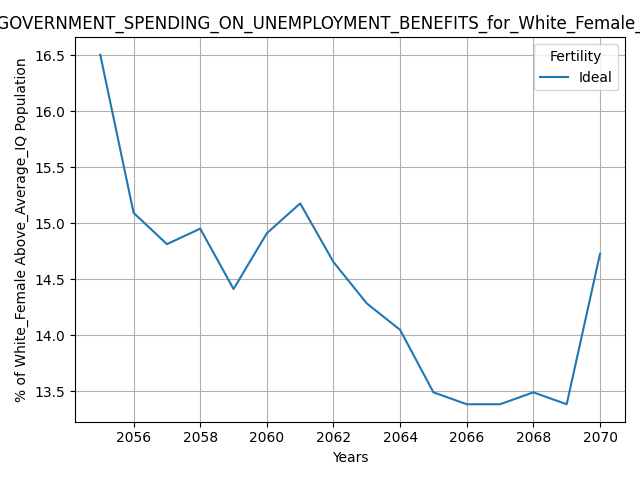 GOVERNMENT_SPENDING_ON_UNEMPLOYMENT_BENEFITS_for_White_Female_
Fertility
Ideal
16.5
16.0
15.5
15.0
14.5
14.0
13.5
% of White_Female Above_Average_IQ Population
2056 2058 2060 2062 2064 2066 2068 2070
Years